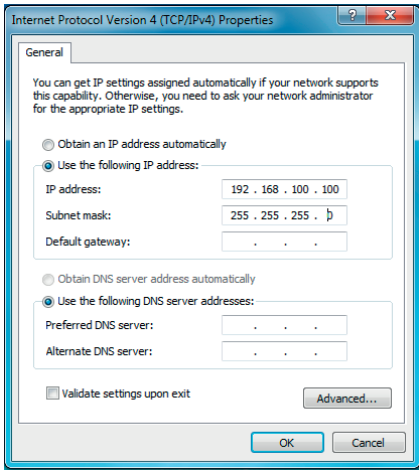 Internet Protocol Version 4 (TCP/IPv4) Properties
? X
General
You can get IP settings assigned automatically if your network supports
this capability. Otherwise, you need to ask your network administrator
for the appropriate IP settings.
Obtain an IP address automatically
Use the following IP address:
IP address: 192 . 168 . 100 . 100
Subnet mask: 255 . 255 . 255 . 0
Default gateway: . . .
Obtain DNS server address automatically
Use the following DNS server addresses:
Preferred DNS server: . . .
Alternate DNS server: . . .
Validate settings upon exit
Advanced...
OK Cancel